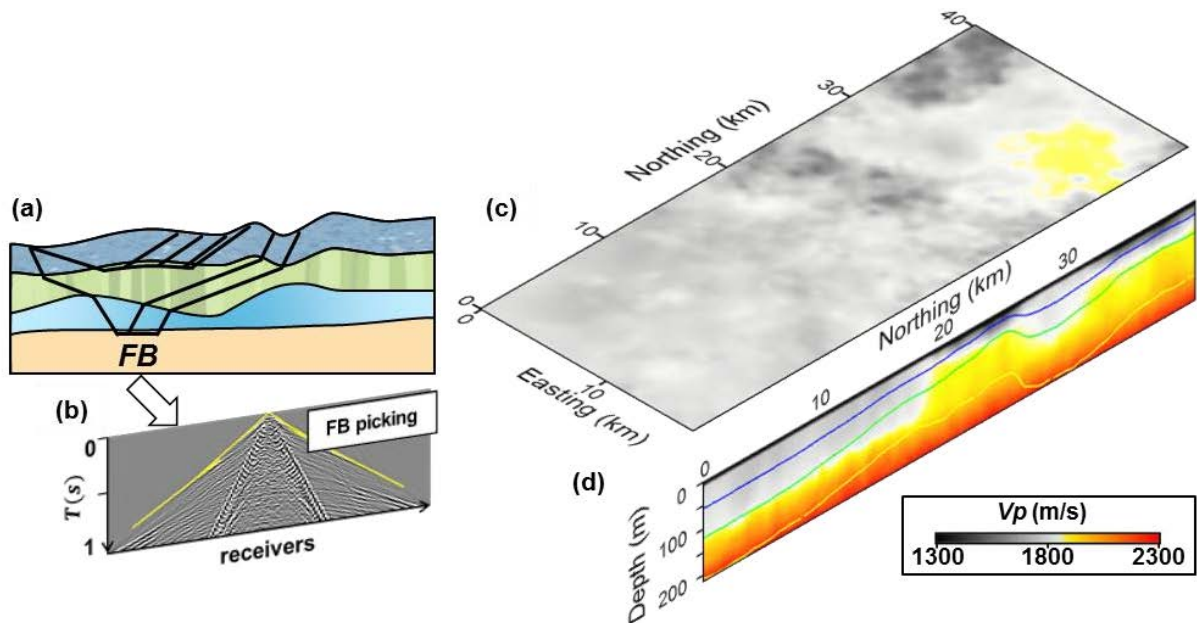 (a)
FB
(b)
FB picking
0
T(s)
1
receivers
(c)
40
30
Northing (km)
20
10
0
0
10
Easting (km)
(d)
30
Northing (km)
20
10
0
0
100
200
Depth (m)
Vp (m/s)
1300 1800 2300